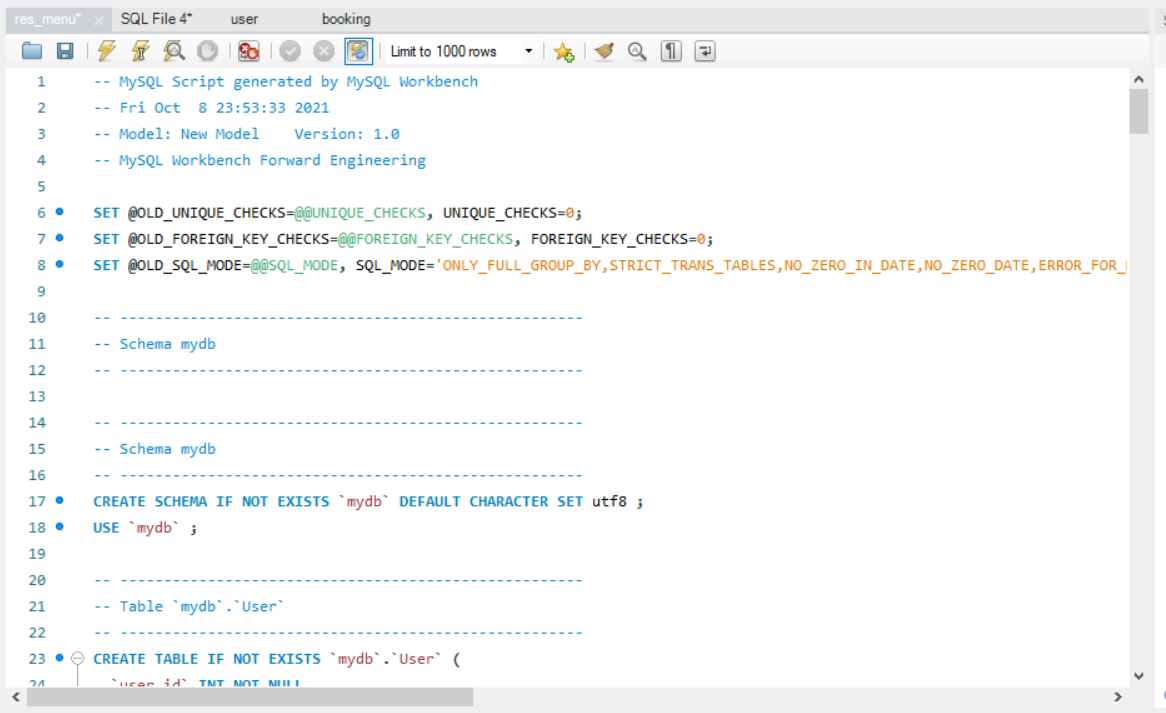 res_menu* SQL File 4* user booking
Limit to 1000 rows
1 -- MySQL Script generated by MySQL Workbench
2 -- Fri Oct  8 23:53:33 2021
3 -- Model: New Model    Version: 1.0
4 -- MySQL Workbench Forward Engineering
5
6 SET @OLD_UNIQUE_CHECKS=@@UNIQUE_CHECKS, UNIQUE_CHECKS=0;
7 SET @OLD_FOREIGN_KEY_CHECKS=@@FOREIGN_KEY_CHECKS, FOREIGN_KEY_CHECKS=0;
8 SET @OLD_SQL_MODE=@@SQL_MODE, SQL_MODE='ONLY_FULL_GROUP_BY,STRICT_TRANS_TABLES,NO_ZERO_IN_DATE,NO_ZERO_DATE,ERROR_FOR_
9
10 -- -----------------------------------------------------
11 -- Schema mydb
12 -- -----------------------------------------------------
13
14 -- -----------------------------------------------------
15 -- Schema mydb
16 -- -----------------------------------------------------
17 CREATE SCHEMA IF NOT EXISTS `mydb` DEFAULT CHARACTER SET utf8 ;
18 USE `mydb` ;
19
20 -- -----------------------------------------------------
21 -- Table `mydb`.`User`
22 -- -----------------------------------------------------
23 CREATE TABLE IF NOT EXISTS `mydb`.`User` (
24 `user_id` INT NOT NULL